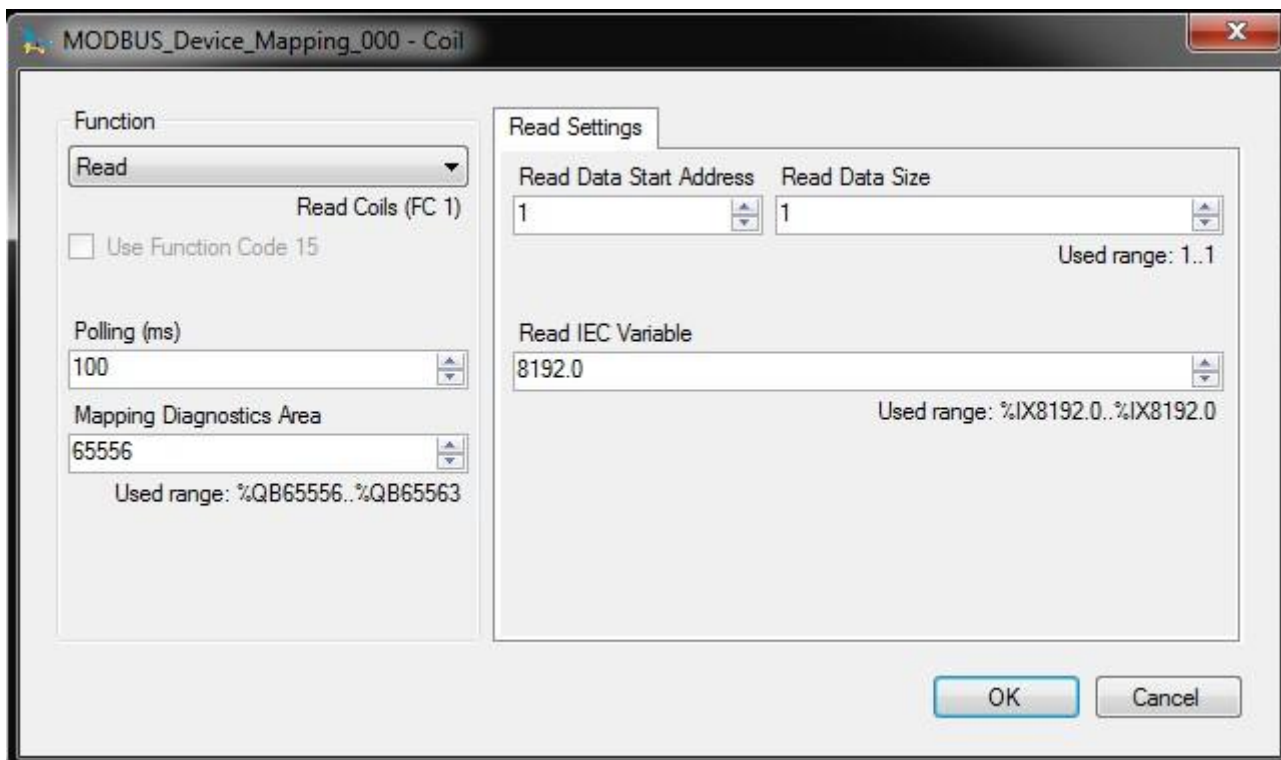 MODBUS_Device_Mapping_000 - Coil
Function
Read
Read Coils (FC 1)
Use Function Code 15
Polling (ms)
100
Mapping Diagnostics Area
65556
Used range: %QB65556..%QB65563
Read Settings
Read Data Start Address Read Data Size
1 1
Used range: 1..1
Read IEC Variable
8192.0
Used range: %IX8192.0..%IX8192.0
OK Cancel